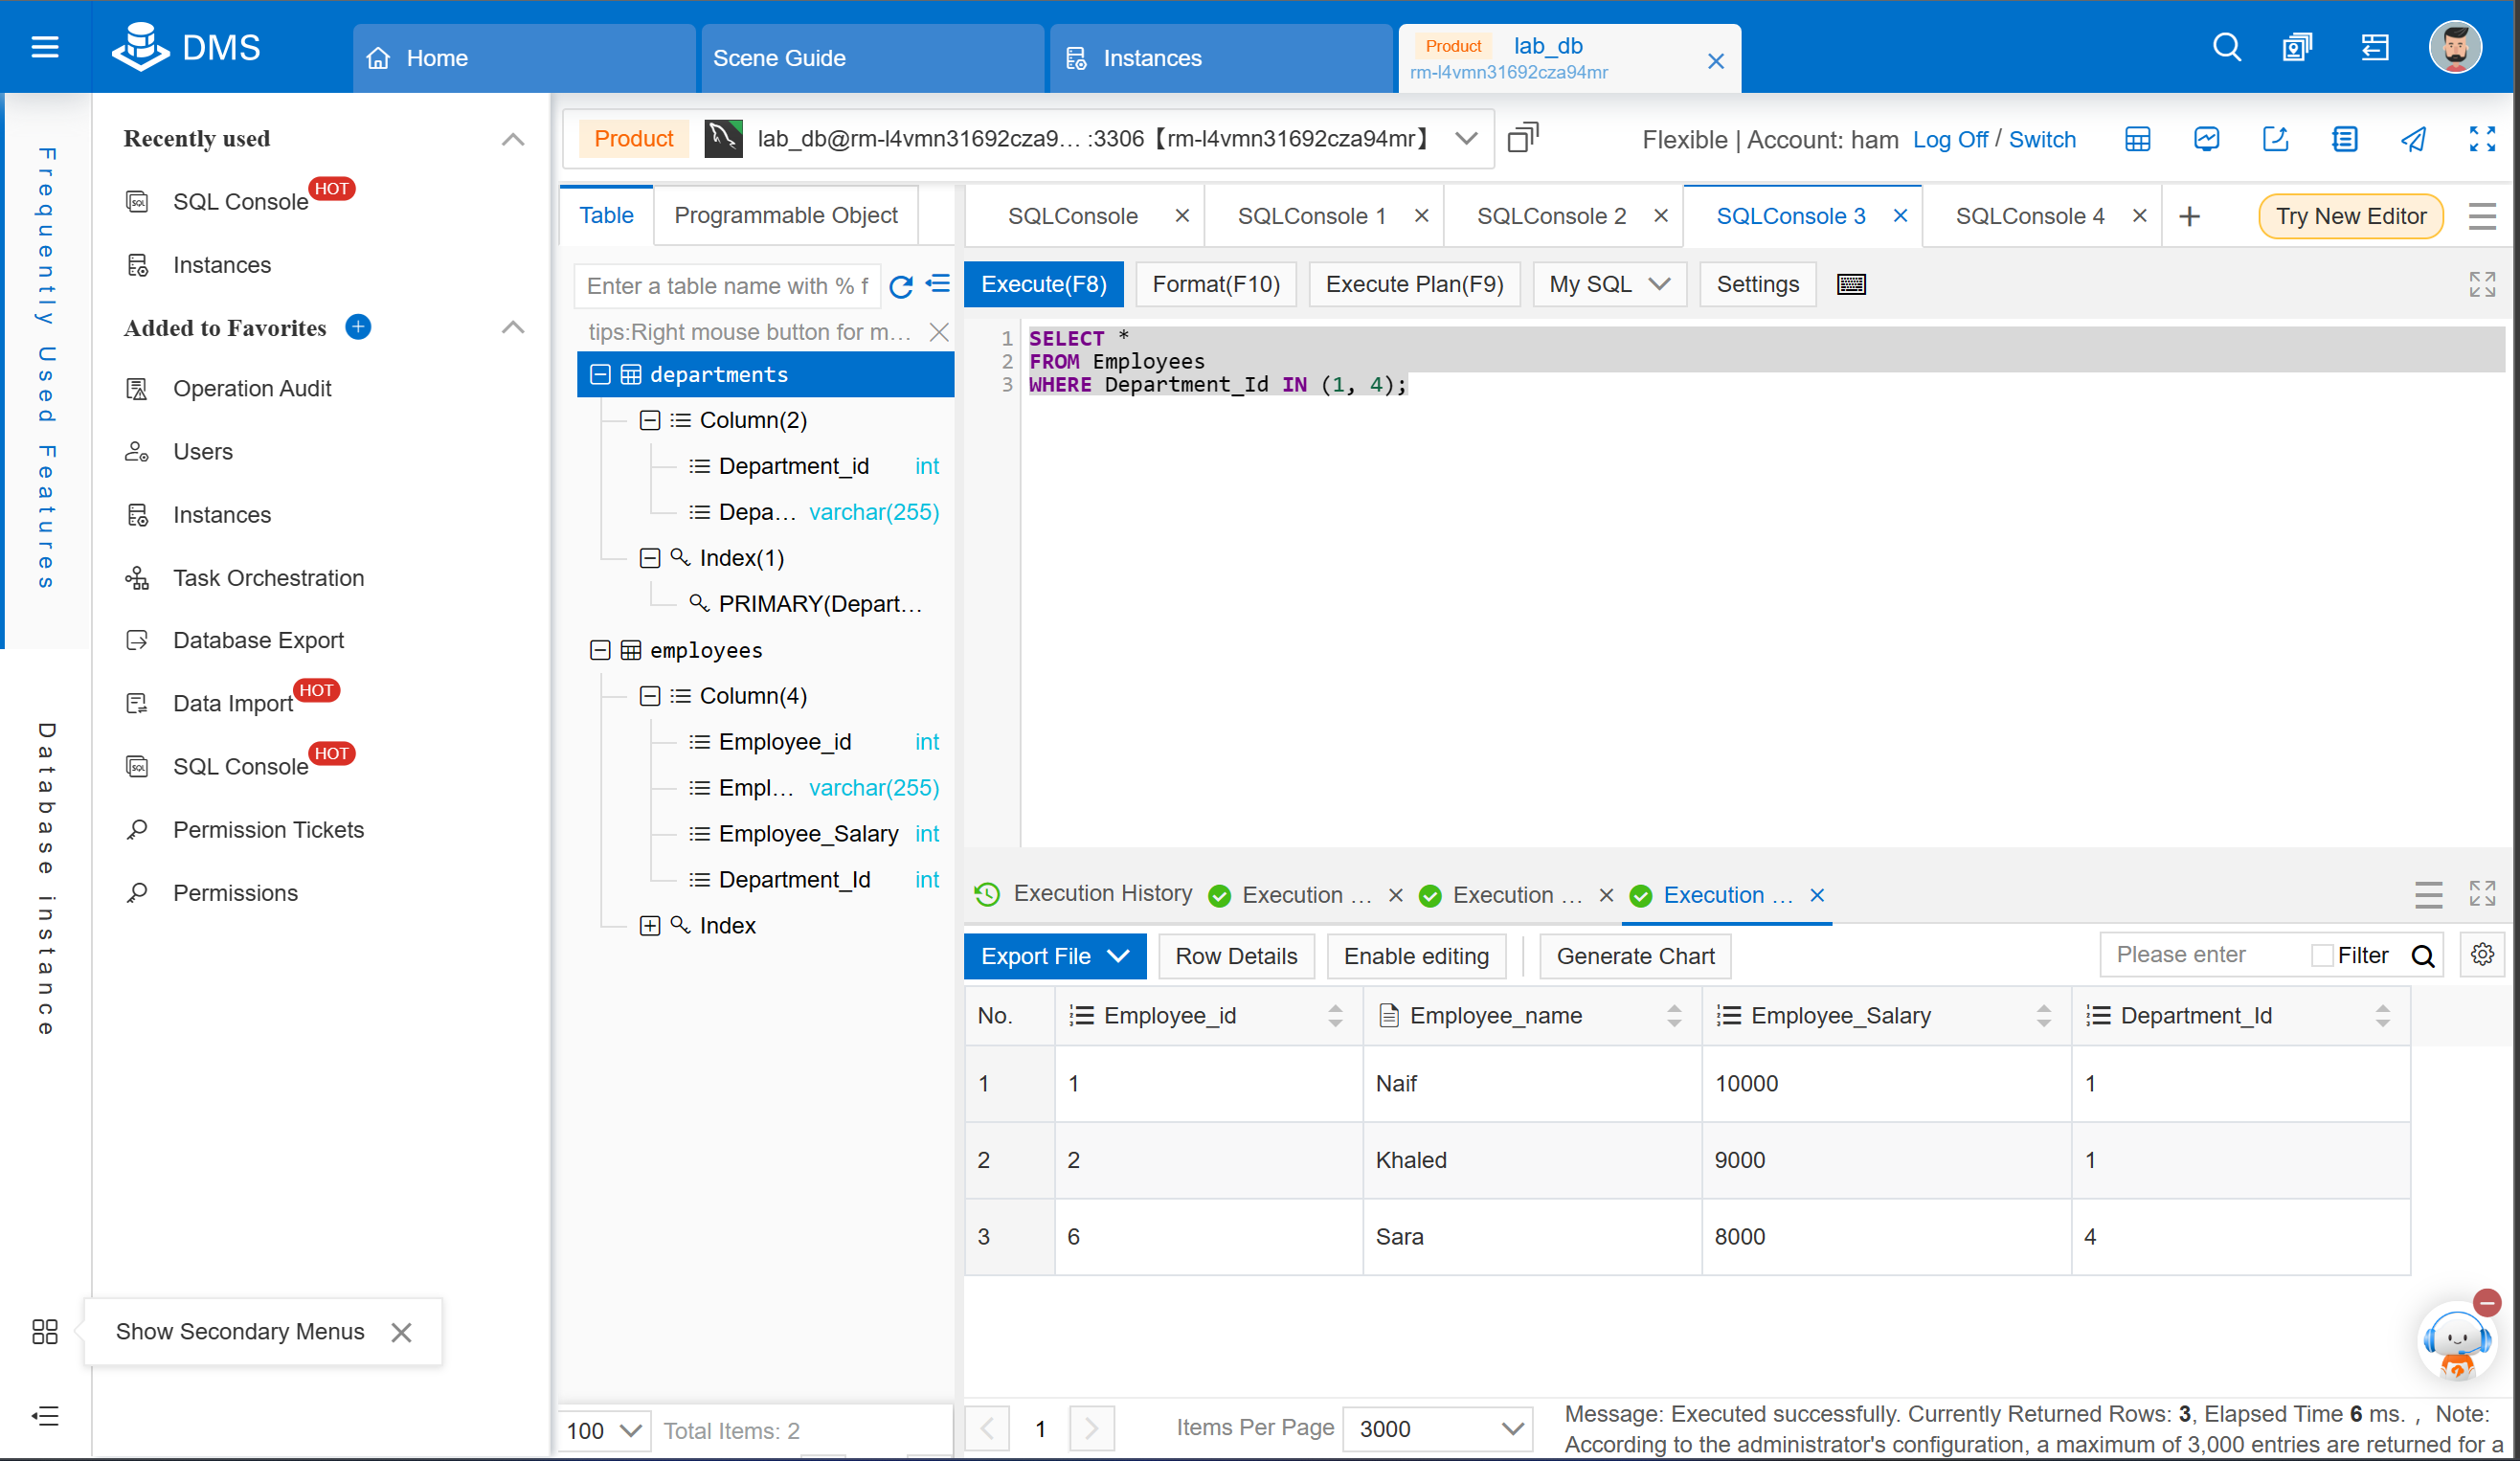 DMS
Home
Scene Guide
Instances
Product lab_db
rm-l4vmn31692cza94mr
Frequently Used Features
Database instance
Recently used
SQL Console HOT
Instances
Added to Favorites
Operation Audit
Users
Instances
Task Orchestration
Database Export
Data Import HOT
SQL Console HOT
Permission Tickets
Permissions
Show Secondary Menus
Product lab_db@rm-l4vmn31692cza9... :3306【rm-l4vmn31692cza94mr】
Flexible | Account: ham Log Off / Switch
Table Programmable Object
Enter a table name with % f
tips:Right mouse button for m...
departments
Column(2)
Department_id int
Depa... varchar(255)
Index(1)
PRIMARY(Depart...
employees
Column(4)
Employee_id int
Empl... varchar(255)
Employee_Salary int
Department_Id int
Index
100 Total Items: 2
SQLConsole SQLConsole 1 SQLConsole 2 SQLConsole 3 SQLConsole 4 Try New Editor
Execute(F8) Format(F10) Execute Plan(F9) My SQL Settings
1 SELECT *
2 FROM Employees
3 WHERE Department_Id IN (1, 4);
Execution History Execution ... Execution ... Execution ...
Export File Row Details Enable editing Generate Chart Please enter Filter
No. Employee_id Employee_name Employee_Salary Department_Id
1 1 Naif 10000 1
2 2 Khaled 9000 1
3 6 Sara 8000 4
1 Items Per Page 3000
Message: Executed successfully. Currently Returned Rows: 3, Elapsed Time 6 ms. , Note:
According to the administrator's configuration, a maximum of 3,000 entries are returned for a